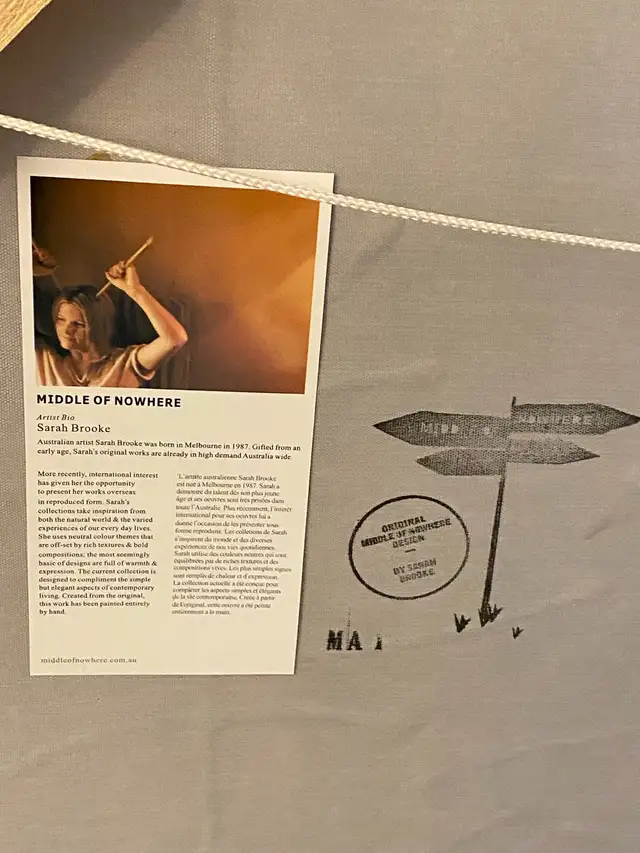 MIDDLE OF NOWHERE
Artist Bio
Sarah Brooke
Australian artist Sarah Brooke was born in Melbourne in 1987. Gifted from an
early age, Sarah's original works are already in high demand Australia wide.
More recently, international interest
has given her the opportunity
to present her works overseas
in reproduced form. Sarah's
collections take inspiration from
both the natural world & the varied
experiences of our every day lives.
She uses neutral colour themes that
are off-set by rich textures & bold
compositions; the most seemingly
basic of designs are full of warmth &
expression. The current collection is
designed to compliment the simple
but elegant aspects of contemporary
living. Created from the original,
this work has been painted entirely
by hand.
L'artiste australienne Sarah Brooke
est née à Melbourne en 1987. Sarah a
démontré du talent dès son plus jeune
âge et ses oeuvres sont très prisées dans
toute l'Australie. Plus récemment, l'intérêt
international pour ses oeuvres lui a
donné l'occasion de les présenter sous
forme reproduite. Les collections de Sarah
s'inspirent du monde et des diverses
expériences de nos vies quotidiennes.
Sarah utilise des couleurs neutres qui sont
équilibrées par de riches textures et des
compositions vives. Les plus simples signes
sont remplis de chaleur et d'expression.
La collection actuelle a été conçue pour
compléter les aspects simples et élégants
de la vie contemporaine. Créée à partir
de l'original, cette oeuvre a été peinte
entièrement à la main.
middleofnowhere.com.au
NOWHERE
ORIGINAL
MIDDLE OF NOWHERE
DESIGN
BY SARAH
BROOKE
MA